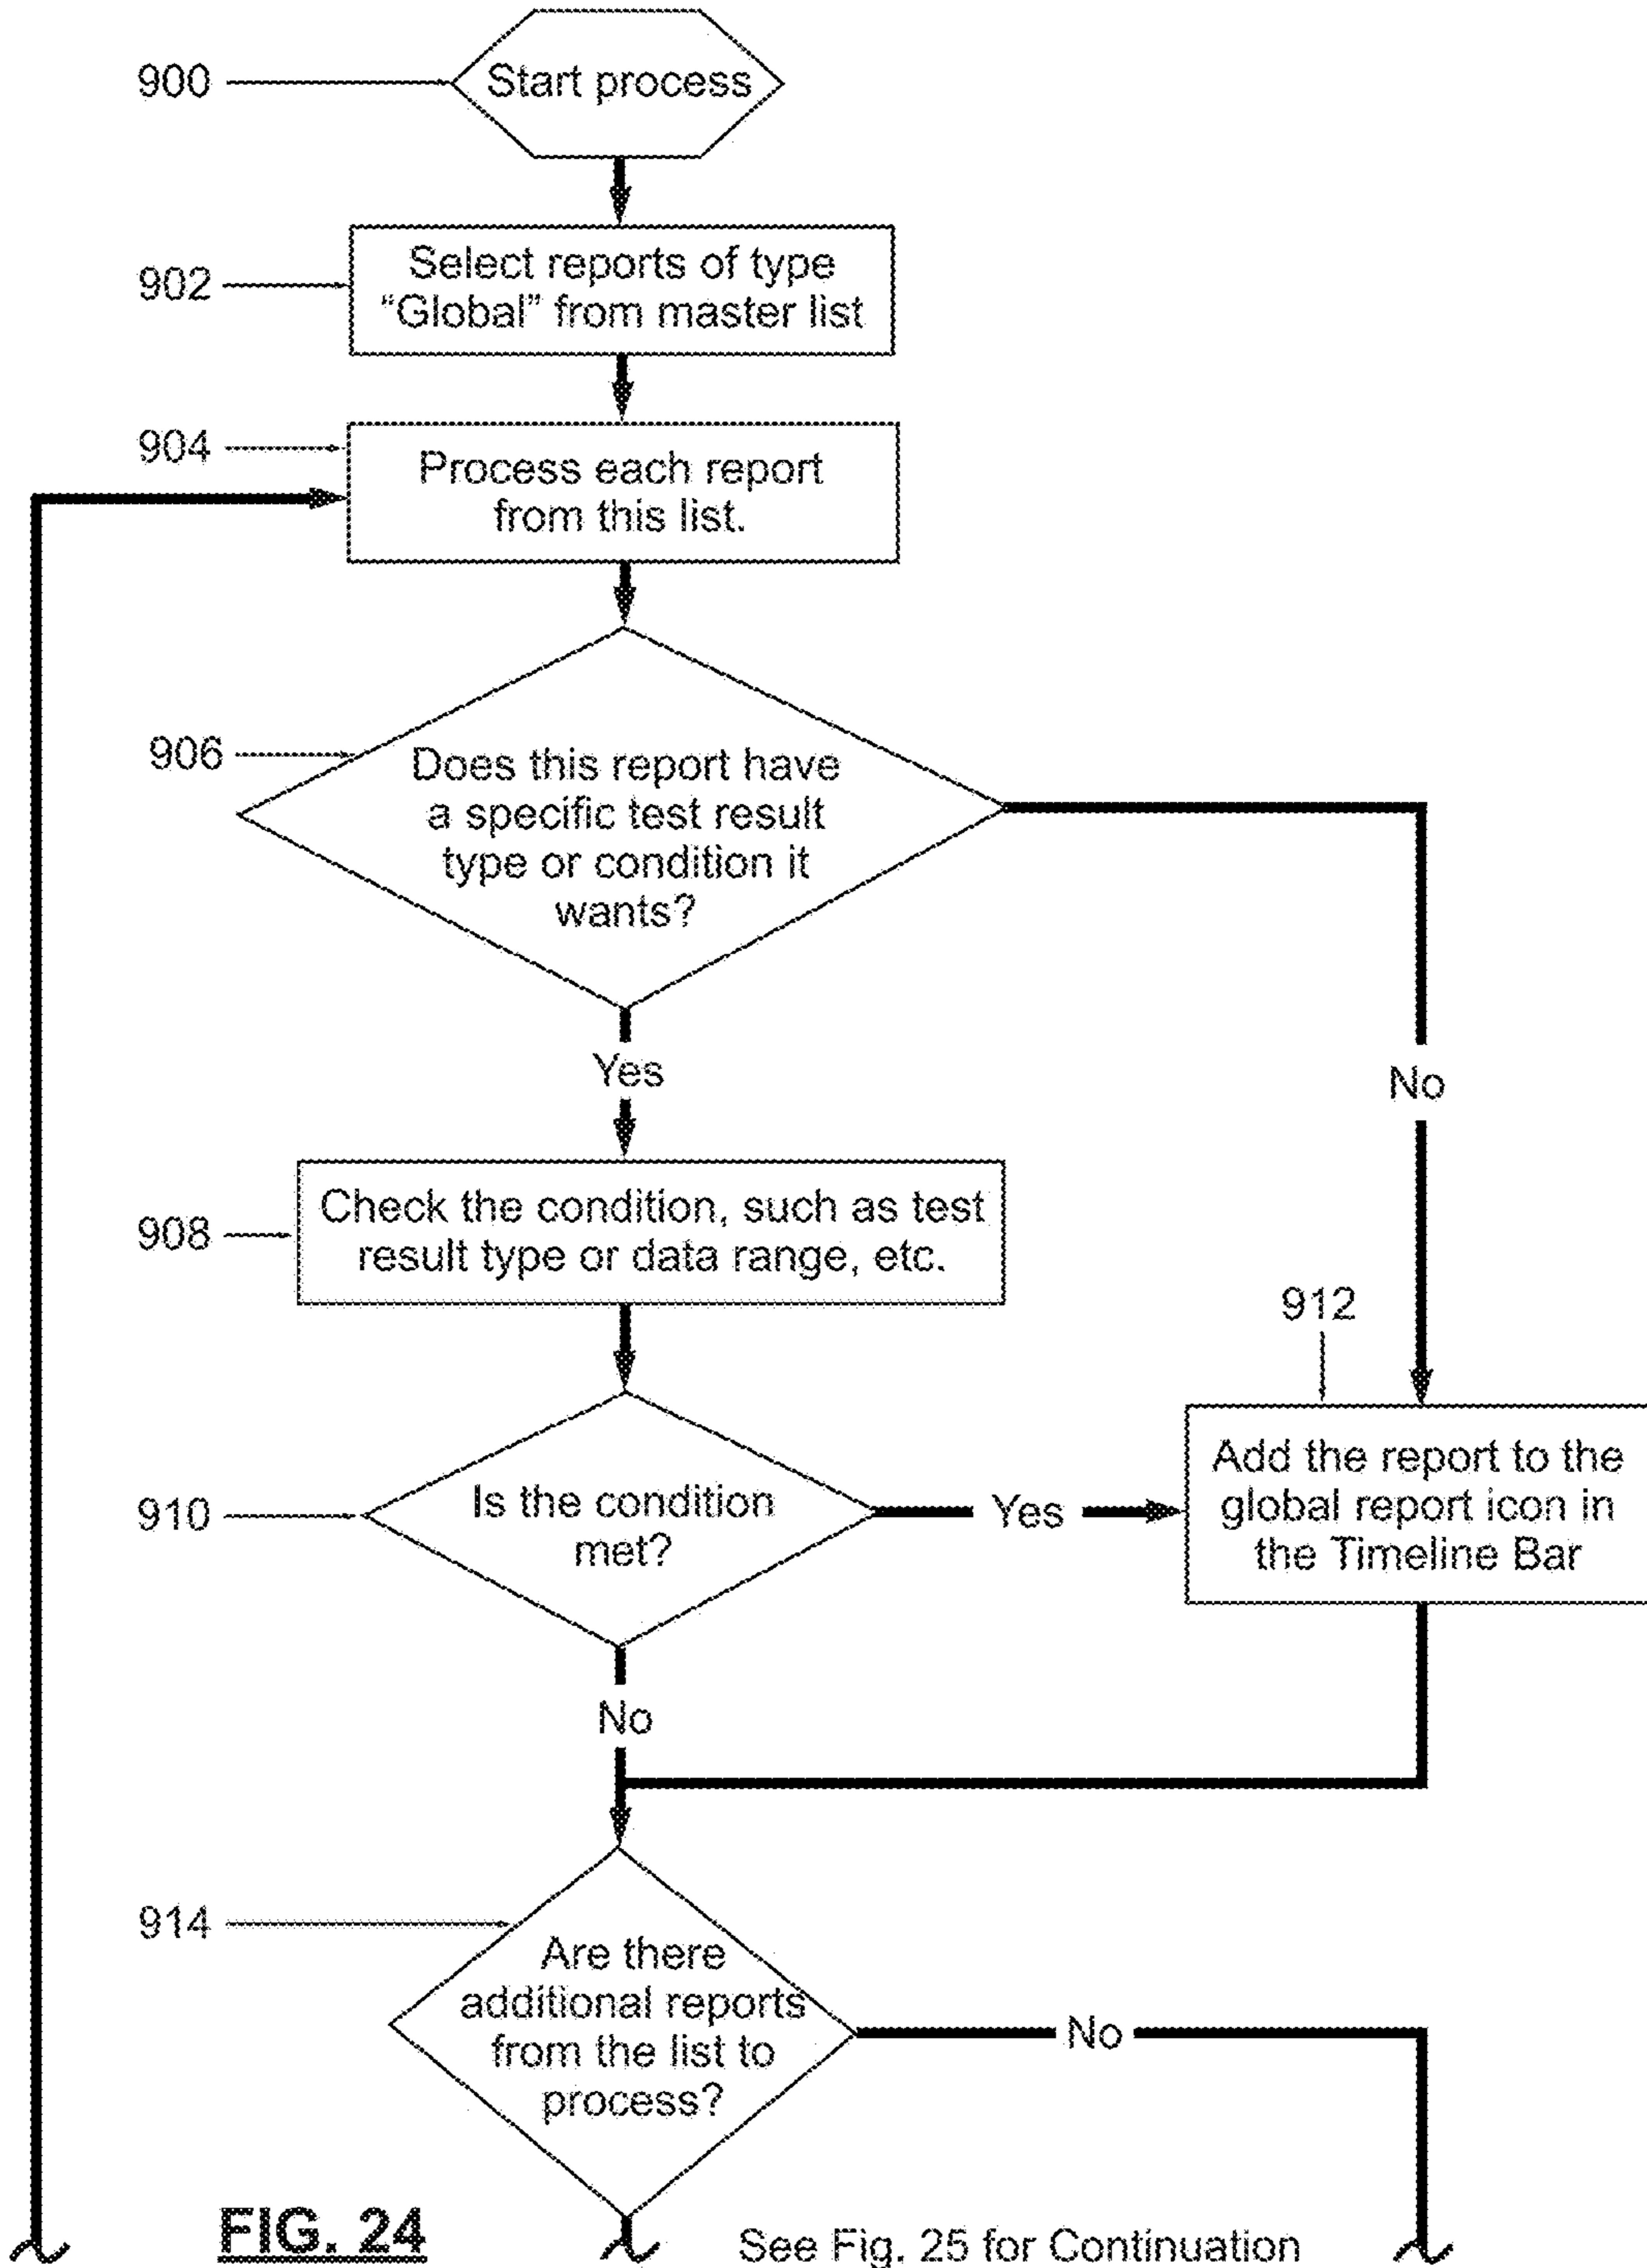 900
Start process
902
Select reports of type
“Global” from master list
904
Process each report
from this list.
906
Does this report have
a specific test result
type or condition it
wants?
Yes
No
908
Check the condition, such as test
result type or data range, etc.
912
910
Is the condition
met?
Yes
Add the report to the
global report icon in
the Timeline Bar
No
914
Are there
additional reports
from the list to
process?
No
FIG. 24
See Fig. 25 for Continuation